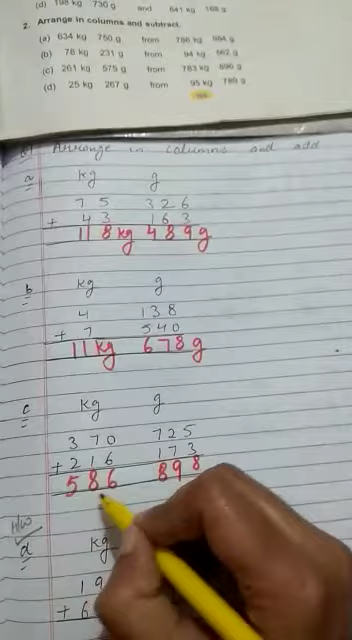 (d) 198 kg 730 g and 641 kg 168 g
2. Arrange in columns and subtract.
(a) 634 kg 750 g from 786 kg 984 g
(b) 78 kg 231 g from 94 kg 562 g
(c) 261 kg 575 g from 783 kg 896 g
(d) 25 kg 267 g from 95 kg 789 g
Arrange in columns and add
a kg g
75 326
+ 43 163
118 kg 489 g
b kg g
4 138
+ 7 540
11 kg 678 g
c kg g
370 725
+ 216 173
586 898
H/W
d kg
19
+ 6